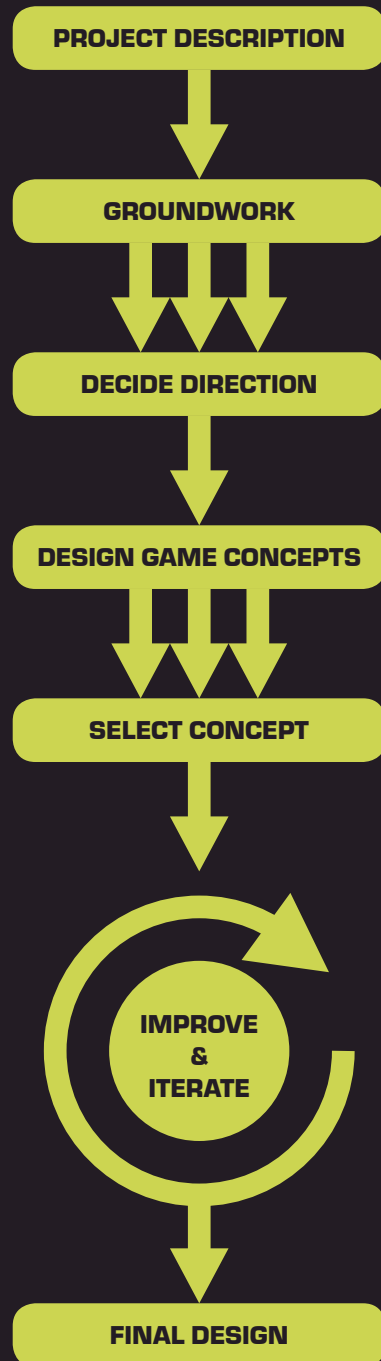 PROJECT DESCRIPTION
GROUNDWORK
DECIDE DIRECTION
DESIGN GAME CONCEPTS
SELECT CONCEPT
IMPROVE
&
ITERATE
FINAL DESIGN